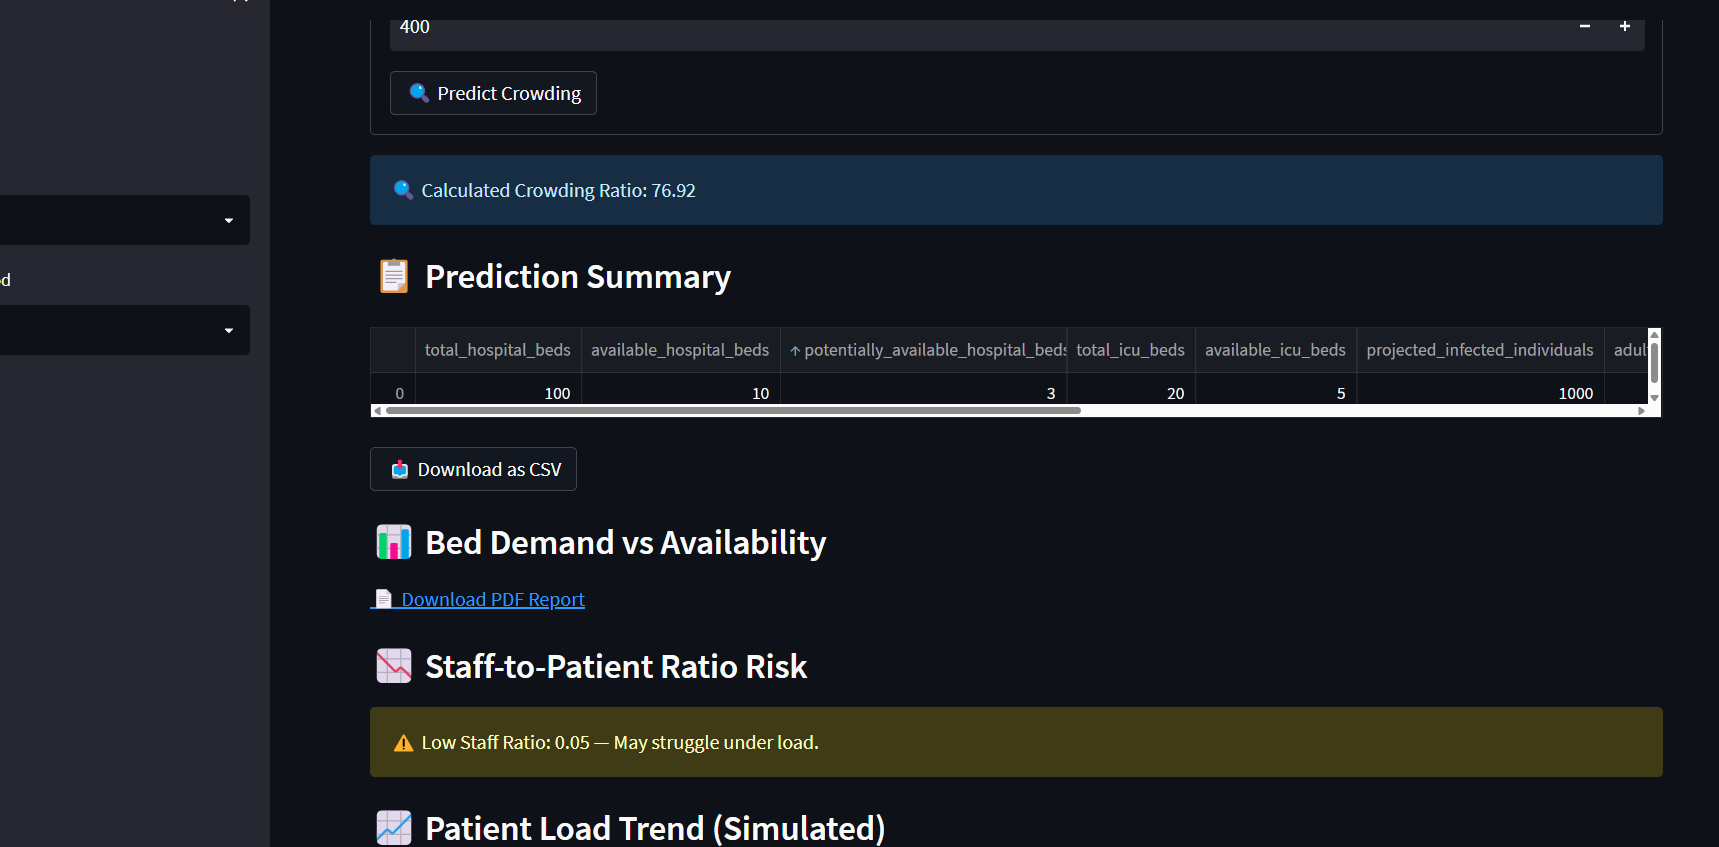 400
− +
Predict Crowding
Calculated Crowding Ratio: 76.92
d
Prediction Summary
total_hospital_beds available_hospital_beds ↑ potentially_available_hospital_beds total_icu_beds available_icu_beds projected_infected_individuals adul
0 100 10 3 20 5 1000
Download as CSV
Bed Demand vs Availability
Download PDF Report
Staff-to-Patient Ratio Risk
Low Staff Ratio: 0.05 — May struggle under load.
Patient Load Trend (Simulated)